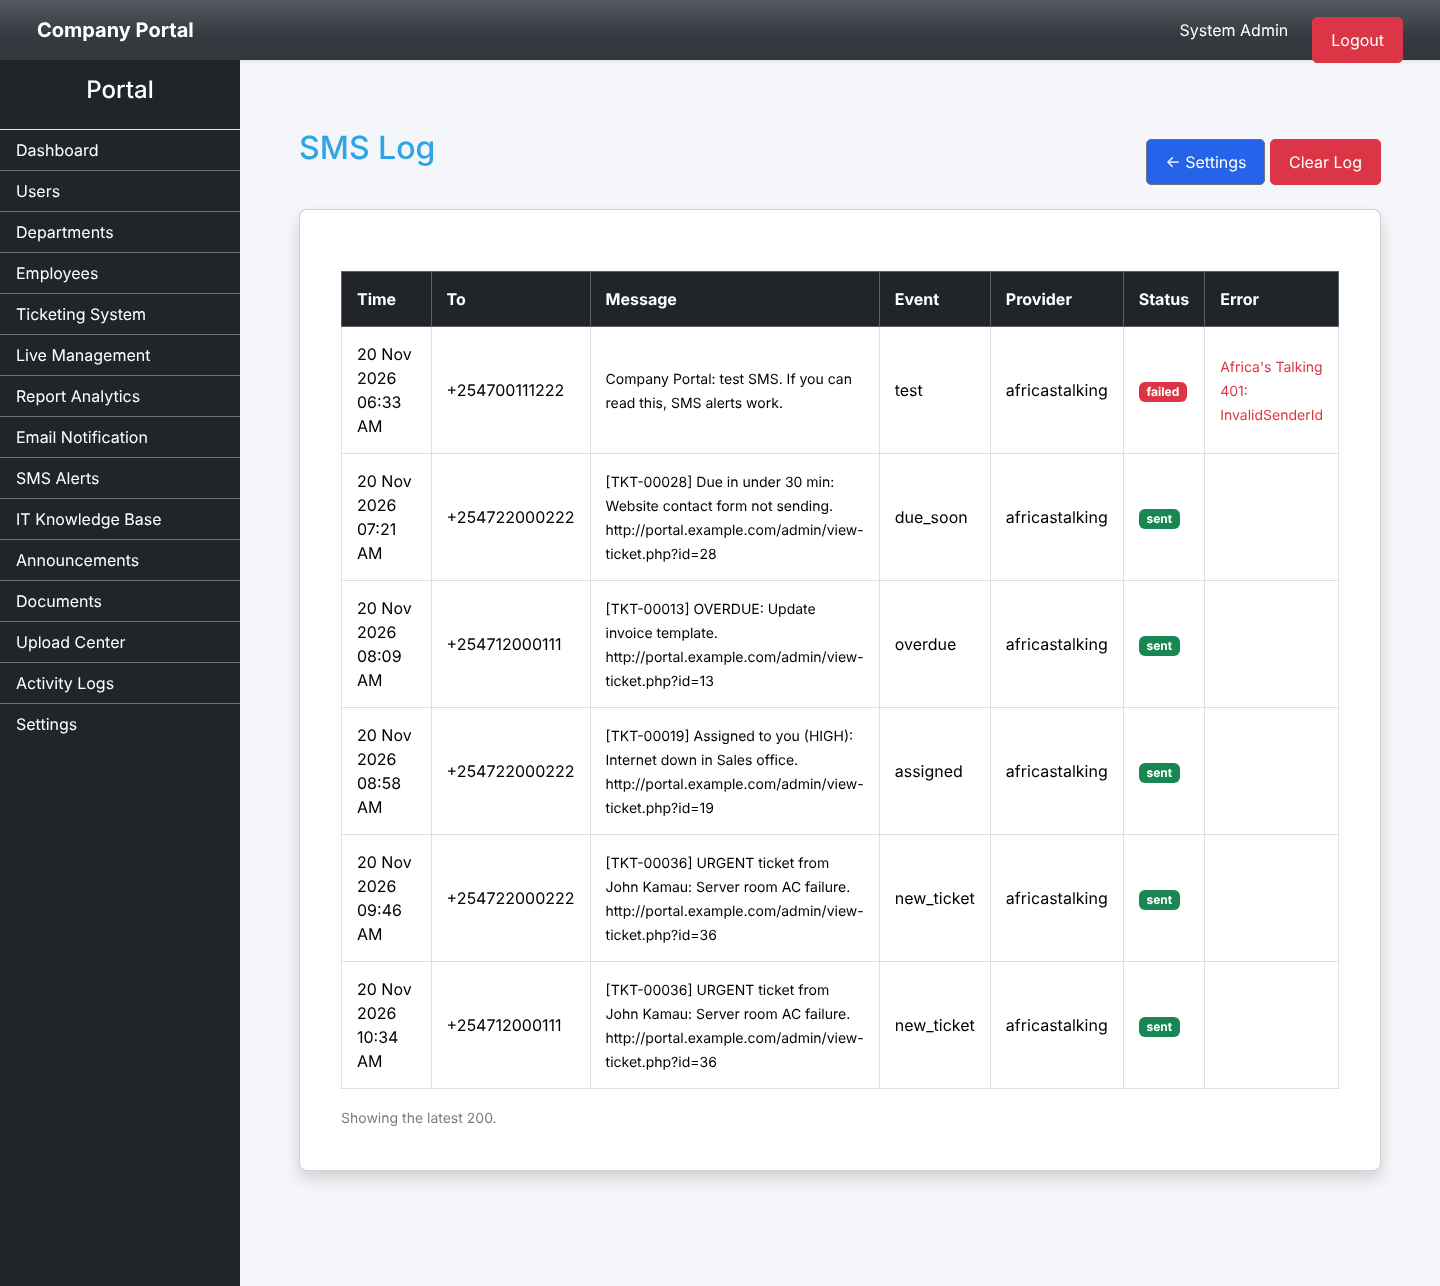 Company Portal
System Admin
Logout
Portal
Dashboard
Users
Departments
Employees
Ticketing System
Live Management
Report Analytics
Email Notification
SMS Alerts
IT Knowledge Base
Announcements
Documents
Upload Center
Activity Logs
Settings
SMS Log
← Settings
Clear Log
Time
To
Message
Event
Provider
Status
Error
20 Nov
2026
06:33
AM
+254700111222
Company Portal: test SMS. If you can
read this, SMS alerts work.
test
africastalking
failed
Africa's Talking
401:
InvalidSenderId
20 Nov
2026
07:21
AM
+254722000222
[TKT-00028] Due in under 30 min:
Website contact form not sending.
http://portal.example.com/admin/view-
ticket.php?id=28
due_soon
africastalking
sent
20 Nov
2026
08:09
AM
+254712000111
[TKT-00013] OVERDUE: Update
invoice template.
http://portal.example.com/admin/view-
ticket.php?id=13
overdue
africastalking
sent
20 Nov
2026
08:58
AM
+254722000222
[TKT-00019] Assigned to you (HIGH):
Internet down in Sales office.
http://portal.example.com/admin/view-
ticket.php?id=19
assigned
africastalking
sent
20 Nov
2026
09:46
AM
+254722000222
[TKT-00036] URGENT ticket from
John Kamau: Server room AC failure.
http://portal.example.com/admin/view-
ticket.php?id=36
new_ticket
africastalking
sent
20 Nov
2026
10:34
AM
+254712000111
[TKT-00036] URGENT ticket from
John Kamau: Server room AC failure.
http://portal.example.com/admin/view-
ticket.php?id=36
new_ticket
africastalking
sent
Showing the latest 200.